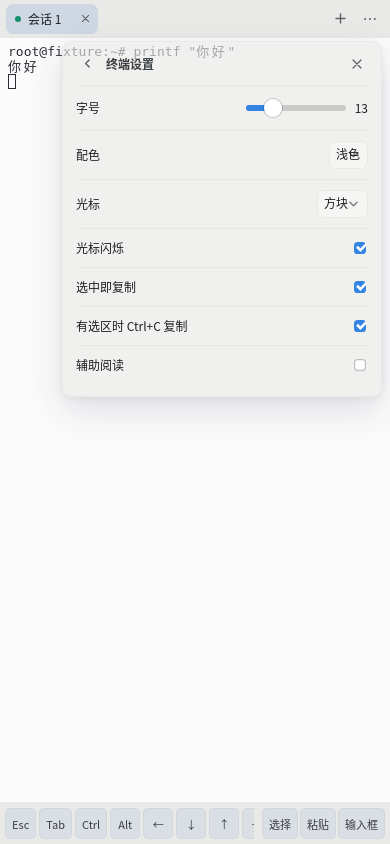 会话 1
root@fixture:~# printf "你好"
你好
终端设置
字号 13
配色 浅色
光标 方块
光标闪烁
选中即复制
有选区时 Ctrl+C 复制
辅助阅读
Esc Tab Ctrl Alt ← ↓ ↑ 选择 粘贴 输入框